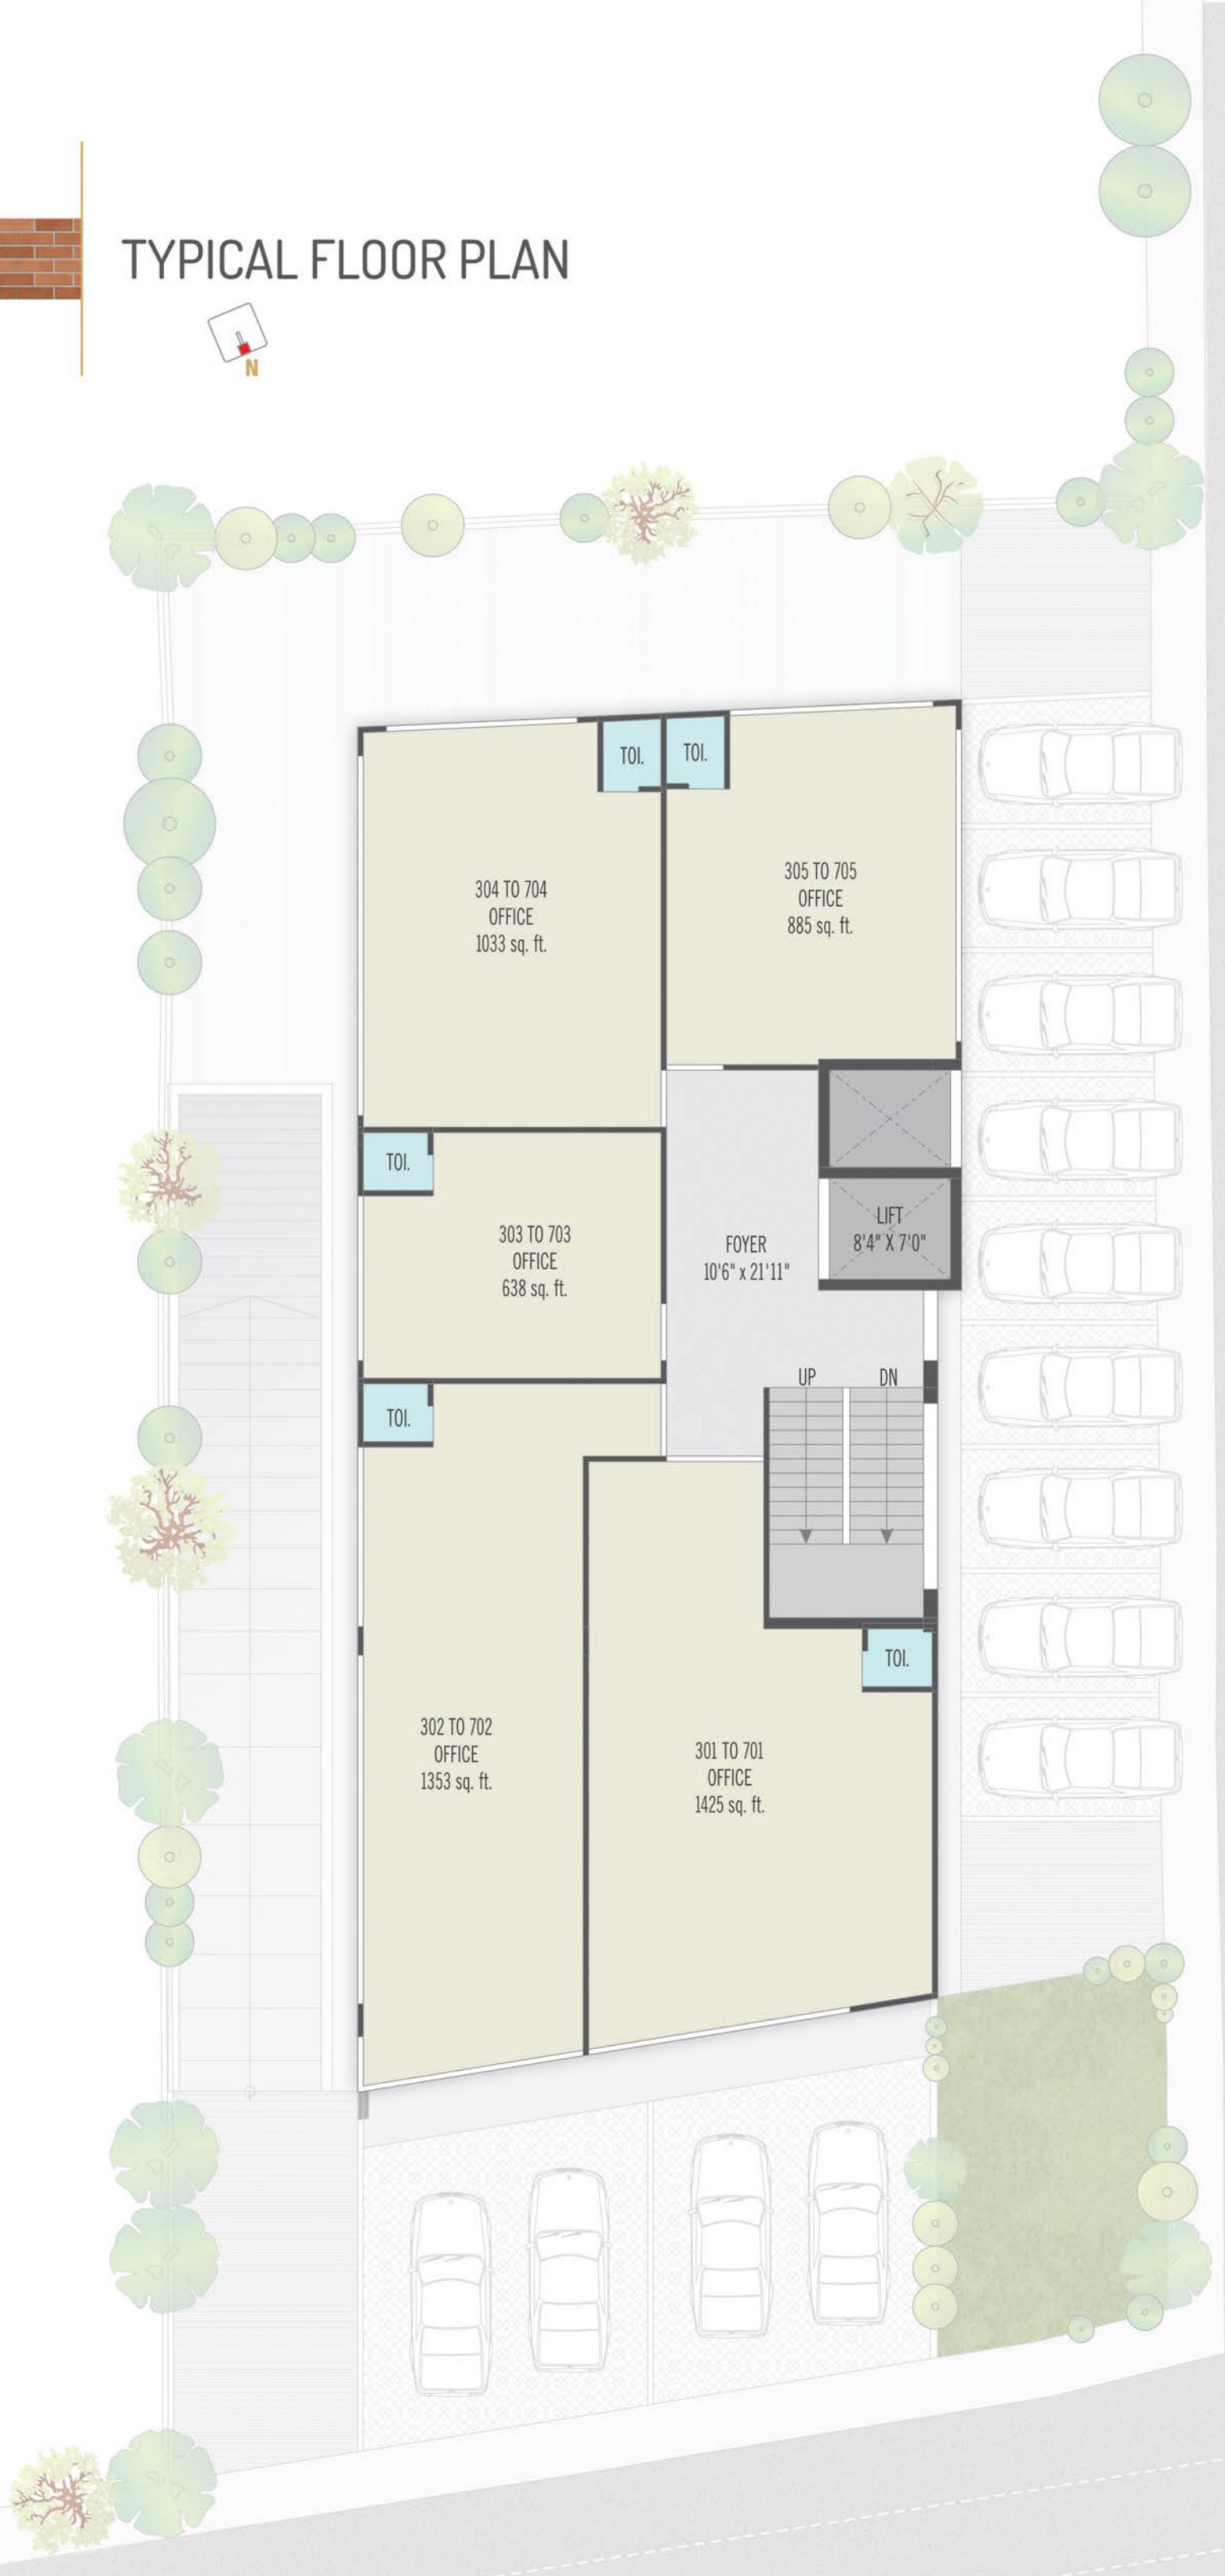 TYPICAL FLOOR PLAN
N
TOI.
TOI.
304 TO 704
OFFICE
1033 sq. ft.
305 TO 705
OFFICE
885 sq. ft.
TOI.
303 TO 703
OFFICE
638 sq. ft.
FOYER
10'6" x 21'11"
LIFT
8'4" X 7'0"
UP
DN
TOI.
TOI.
302 TO 702
OFFICE
1353 sq. ft.
301 TO 701
OFFICE
1425 sq. ft.